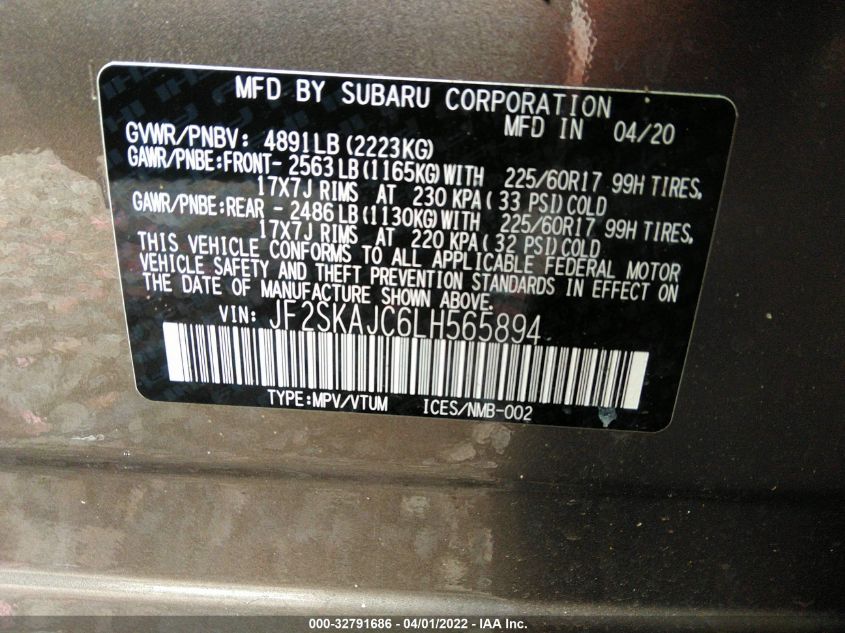 MFD BY SUBARU CORPORATION
MFD IN 04/20
GVWR/PNBV: 4891LB (2223KG)
GAWR/PNBE:FRONT- 2563 LB (1165KG) WITH 225/60R17 99H TIRES,
17X7J RIMS AT 230 KPA ( 33 PSI) COLD
GAWR/PNBE:REAR - 2486 LB (1130KG) WITH 225/60R17 99H TIRES,
17X7J RIMS AT 220 KPA ( 32 PSI) COLD
THIS VEHICLE CONFORMS TO ALL APPLICABLE FEDERAL MOTOR
VEHICLE SAFETY AND THEFT PREVENTION STANDARDS IN EFFECT ON
THE DATE OF MANUFACTURE SHOWN ABOVE.
VIN: JF2SKAJC6LH565894
TYPE:MPV/VTUM ICES/NMB-002
000-32791686 - 04/01/2022 - IAA Inc.